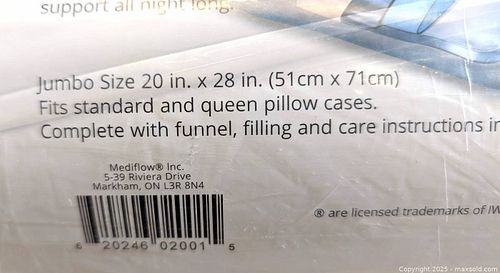 support all night long.
Jumbo Size 20 in. x 28 in. (51cm x 71cm)
Fits standard and queen pillow cases.
Complete with funnel, filling and care instructions in
Mediflow® Inc.
5-39 Riviera Drive
Markham, ON L3R 8N4
® are licensed trademarks of IW
6 20246 02001 5
Copyright 2025 - maxsold.com